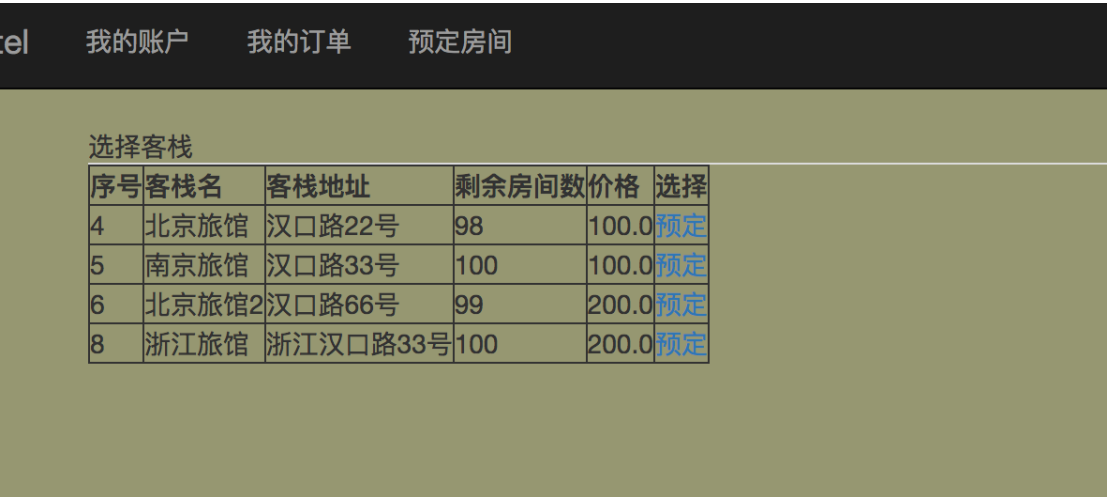 tel 我的账户 我的订单 预定房间
选择客栈
序号 客栈名 客栈地址 剩余房间数 价格 选择
4 北京旅馆 汉口路22号 98 100.0 预定
5 南京旅馆 汉口路33号 100 100.0 预定
6 北京旅馆2 汉口路66号 99 200.0 预定
8 浙江旅馆 浙江汉口路33号 100 200.0 预定